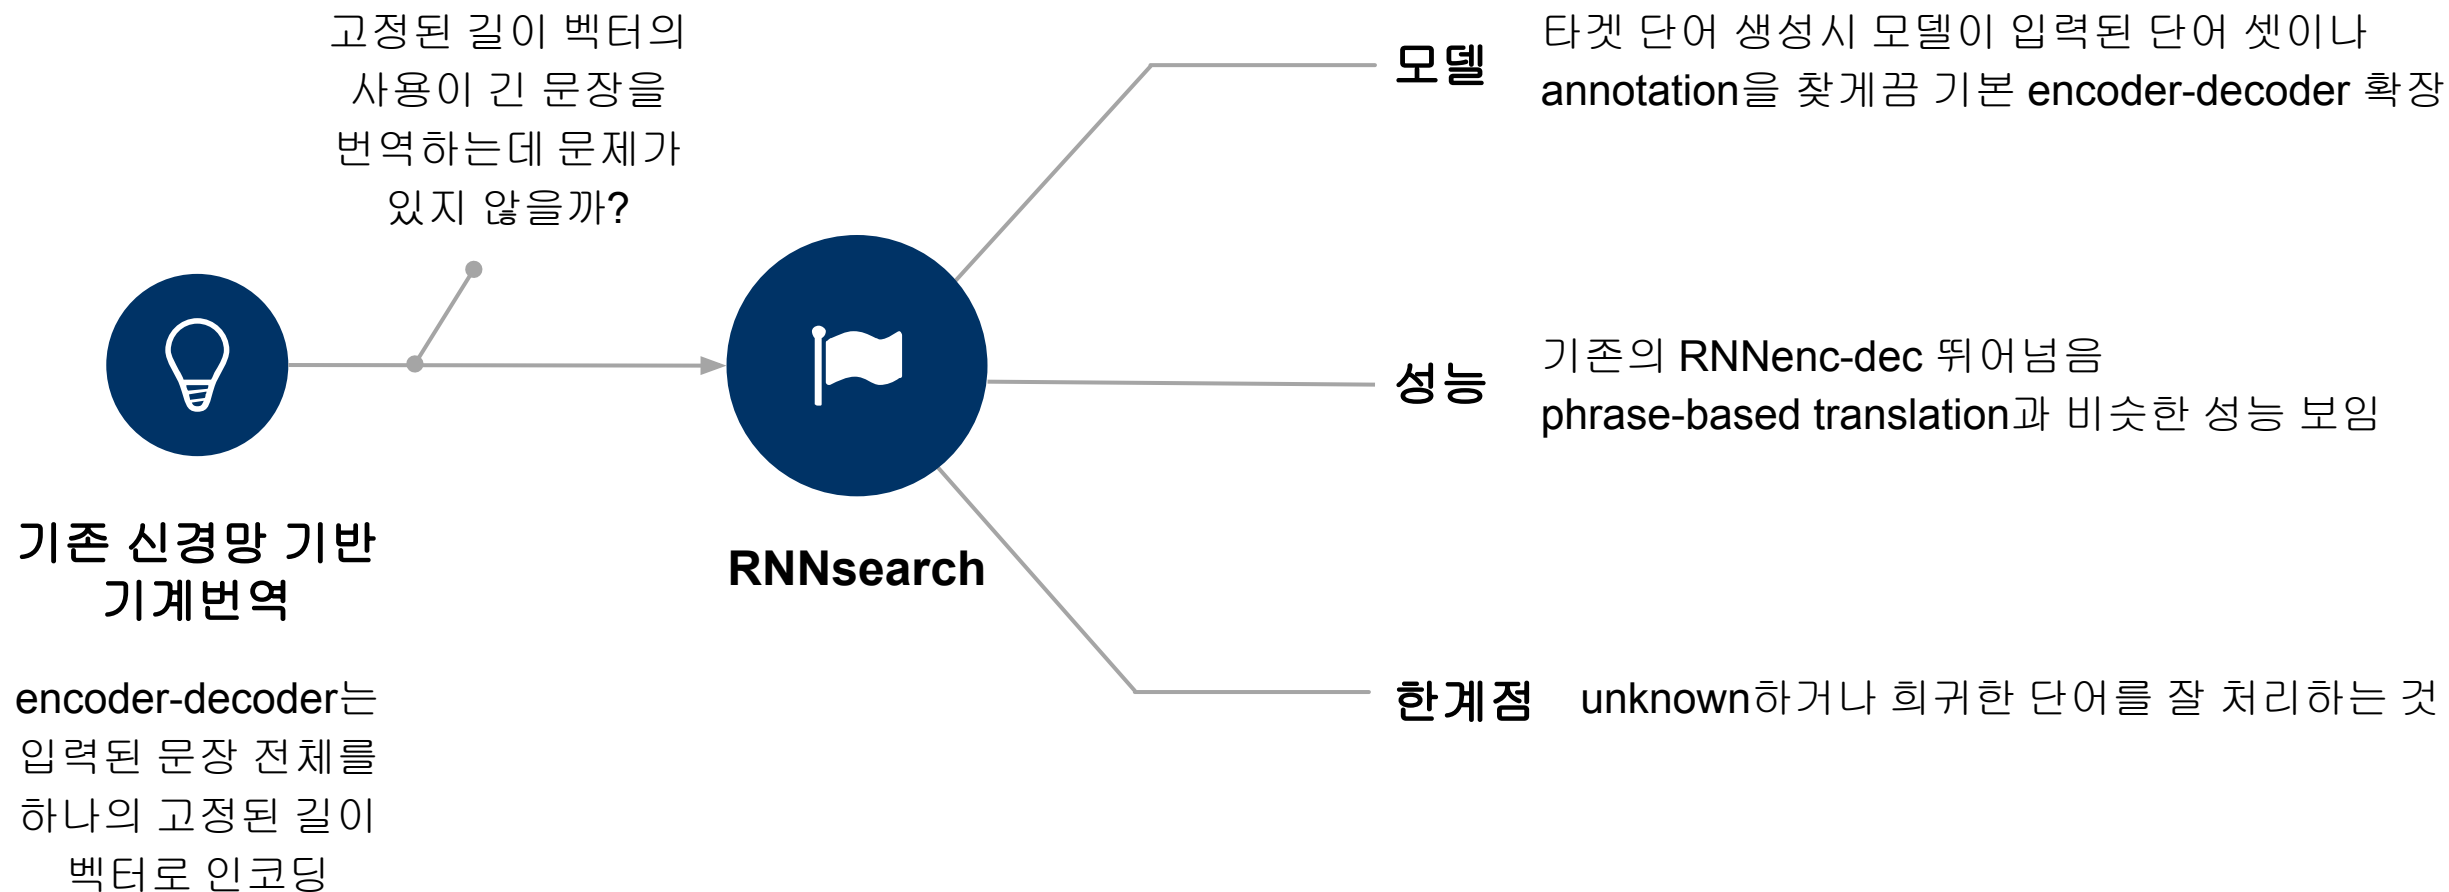 고정된 길이 벡터의
사용이 긴 문장을
번역하는데 문제가
있지 않을까?
기존 신경망 기반
기계번역
encoder-decoder는
입력된 문장 전체를
하나의 고정된 길이
벡터로 인코딩
RNNsearch
모델
타겟 단어 생성시 모델이 입력된 단어 셋이나
annotation을 찾게끔 기본 encoder-decoder 확장
성능
기존의 RNNenc-dec 뛰어넘음
phrase-based translation과 비슷한 성능 보임
한계점
unknown하거나 희귀한 단어를 잘 처리하는 것